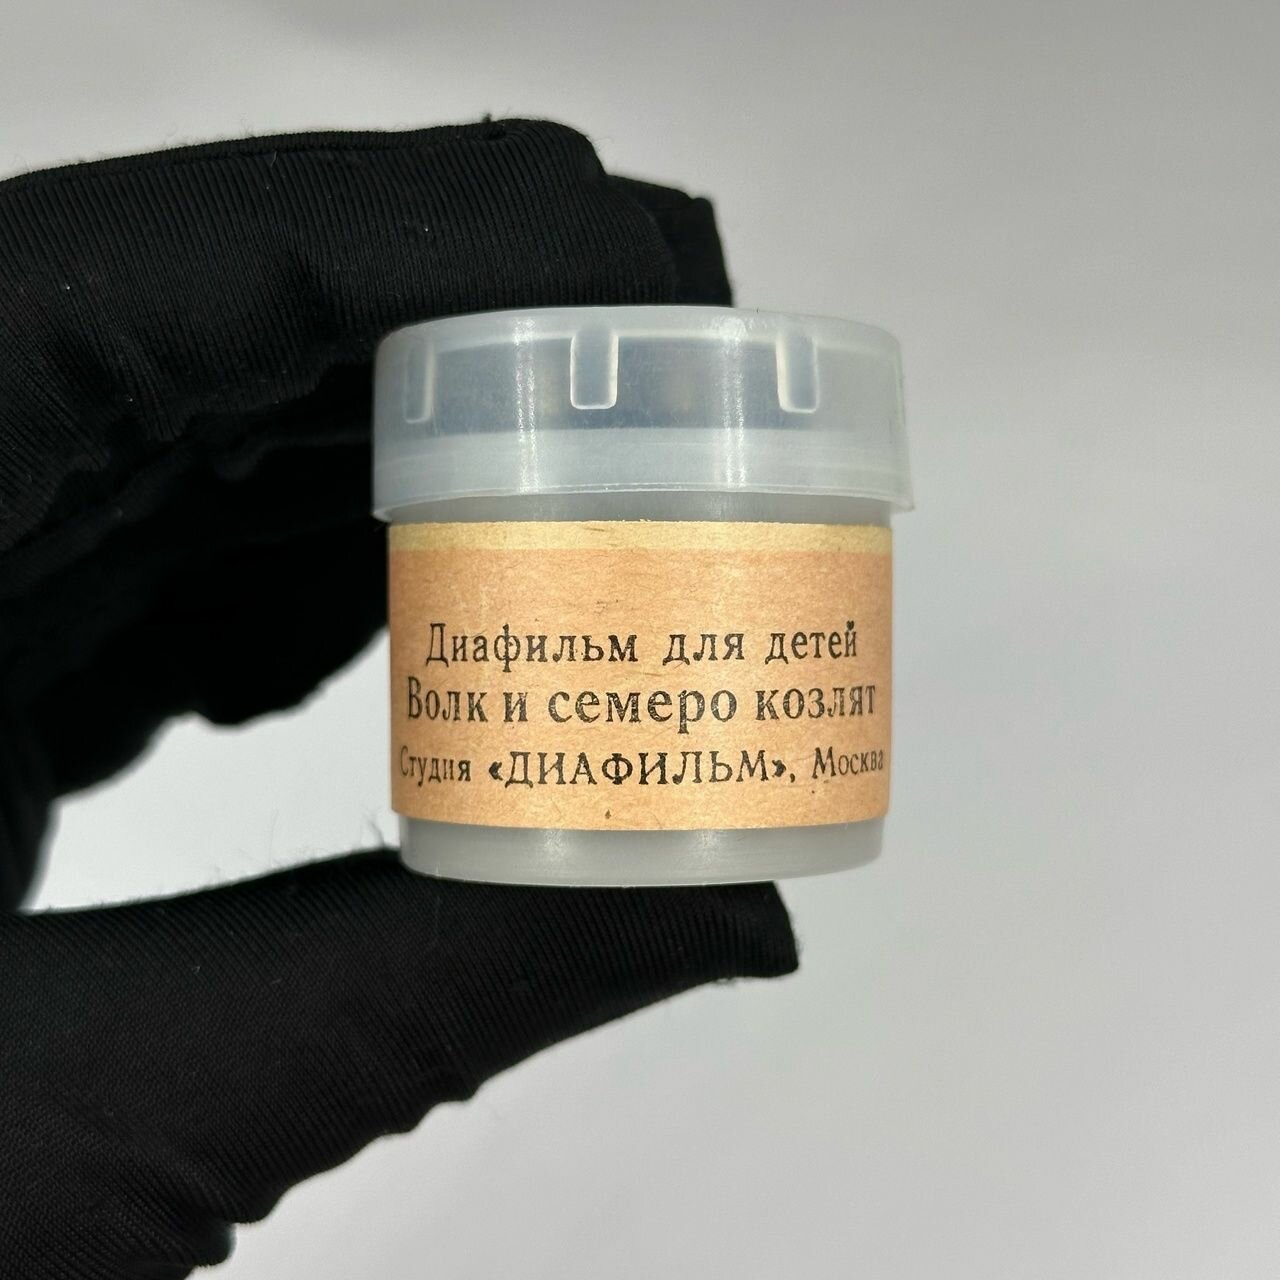 Диафильм для детей
Волк и семеро козлят
Студия «ДИАФИЛЬМ», Москва